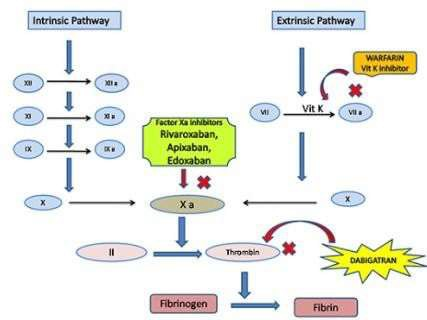 Intrinsic Pathway
Extrinsic Pathway
WARFARIN
Vit K inhibitor
XII
XII a
Vit K
VII
VII a
XI
XI a
Factor Xa inhibitors
Rivaroxaban,
Apixaban,
Edoxaban
IX
IX a
X
X a
X
II
Thrombin
DABIGATRAN
Fibrinogen
Fibrin